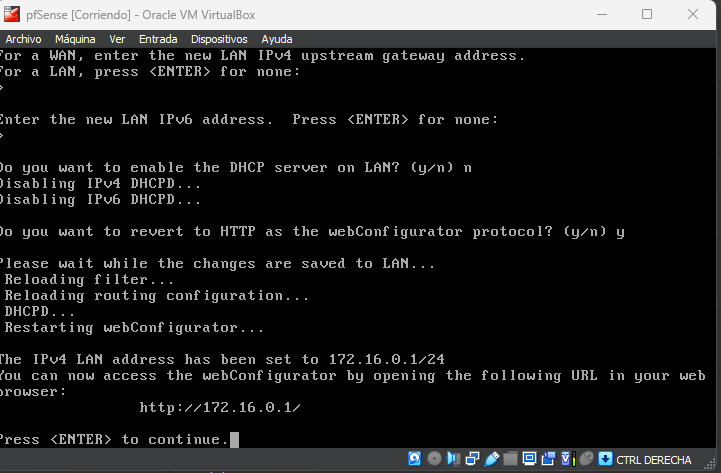 pfSense [Corriendo] - Oracle VM VirtualBox
Archivo Máquina Ver Entrada Dispositivos Ayuda
For a WAN, enter the new LAN IPv4 upstream gateway address.
For a LAN, press <ENTER> for none:
>
Enter the new LAN IPv6 address.  Press <ENTER> for none:
>
Do you want to enable the DHCP server on LAN? (y/n) n
Disabling IPv4 DHCPD...
Disabling IPv6 DHCPD...
Do you want to revert to HTTP as the webConfigurator protocol? (y/n) y
Please wait while the changes are saved to LAN...
Reloading filter...
Reloading routing configuration...
DHCPD...
Restarting webConfigurator...
The IPv4 LAN address has been set to 172.16.0.1/24
You can now access the webConfigurator by opening the following URL in your web
browser:
http://172.16.0.1/
Press <ENTER> to continue.
CTRL DERECHA